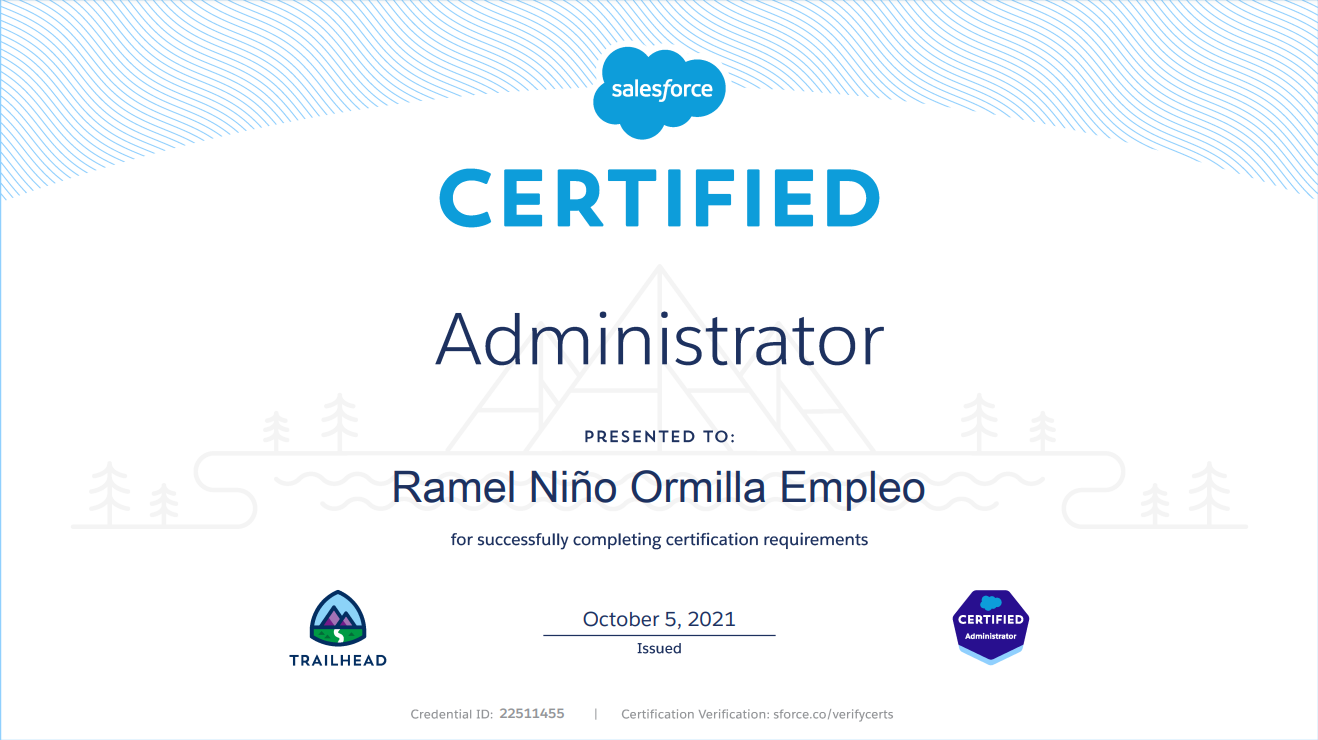 salesforce
CERTIFIED
Administrator
PRESENTED TO:
Ramel Niño Ormilla Empleo
for successfully completing certification requirements
TRAILHEAD
October 5, 2021
Issued
CERTIFIED
Administrator
Credential ID: 22511455 | Certification Verification: sforce.co/verifycerts